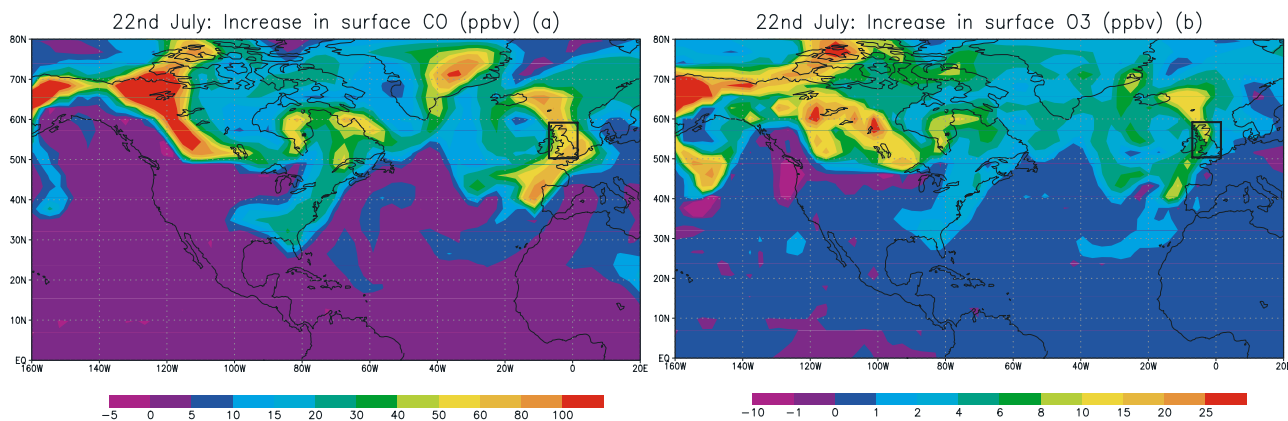 22nd July: Increase in surface CO (ppbv) (a)
80N
70N
60N
50N
40N
30N
20N
10N
EQ
160W 140W 120W 100W 80W 60W 40W 20W 0 20E
−5 0 5 10 15 20 30 40 50 60 80 100
22nd July: Increase in surface O3 (ppbv) (b)
80N
70N
60N
50N
40N
30N
20N
10N
EQ
160W 140W 120W 100W 80W 60W 40W 20W 0 20E
−10 −1 0 1 2 4 6 8 10 15 20 25